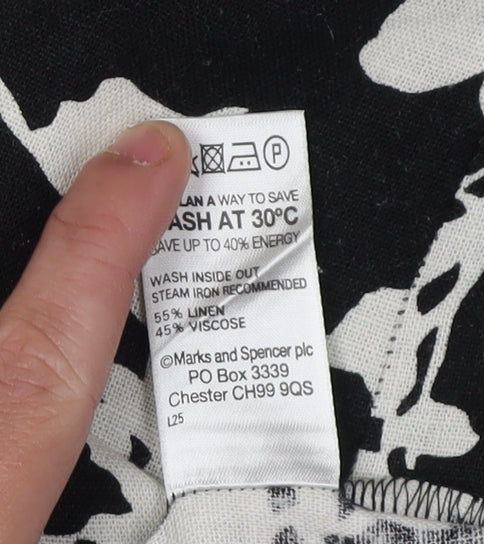 P
LAN A WAY TO SAVE
ASH AT 30ºC
AVE UP TO 40% ENERGY
WASH INSIDE OUT
STEAM IRON RECOMMENDED
55% LINEN
45% VISCOSE
©Marks and Spencer plc
PO Box 3339
Chester CH99 9QS
L25